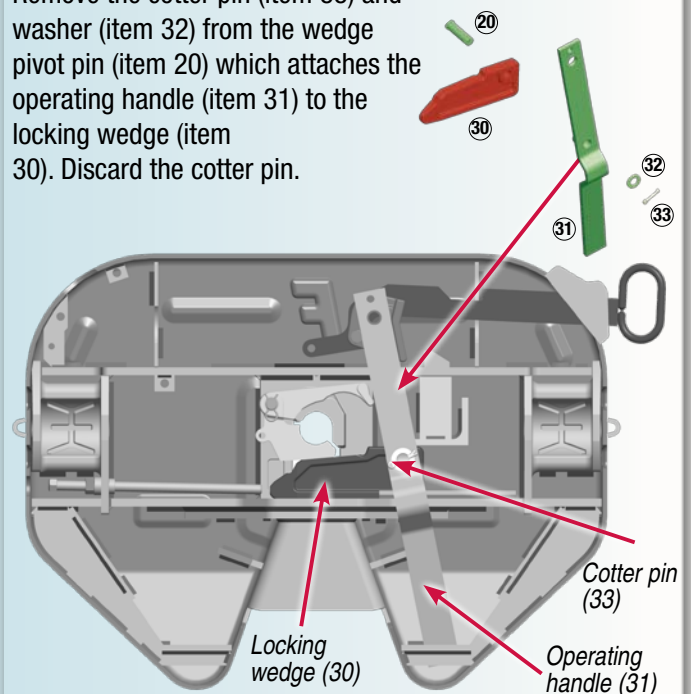 washer (item 32) from the wedge
pivot pin (item 20) which attaches the
operating handle (item 31) to the
locking wedge (item
30). Discard the cotter pin.
20
30
32
33
31
Cotter pin
(33)
Locking
wedge (30)
Operating
handle (31)